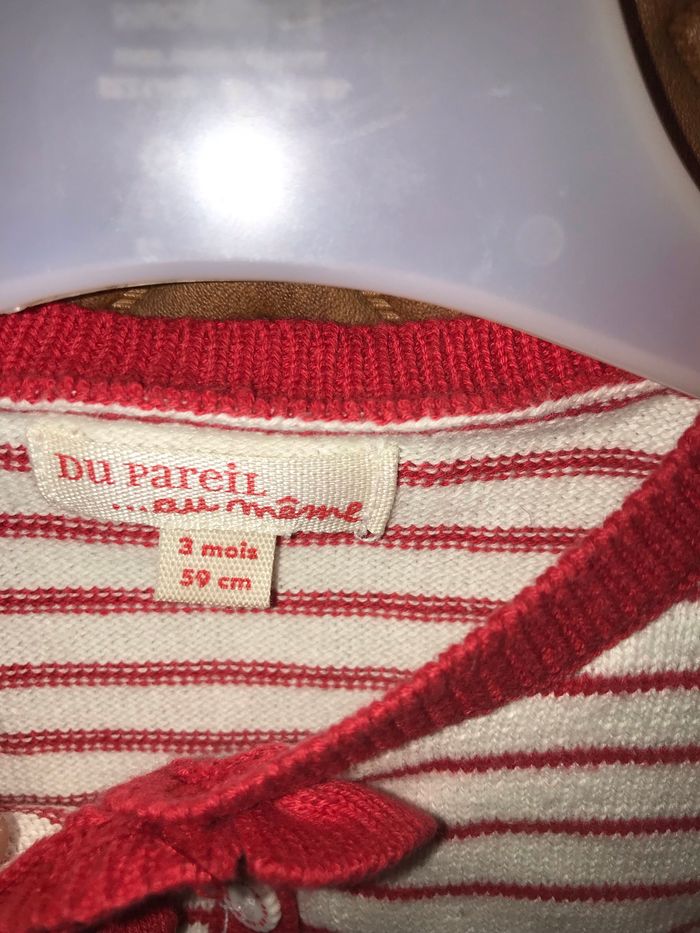 Du PareiL
...au même
3 mois
59 cm